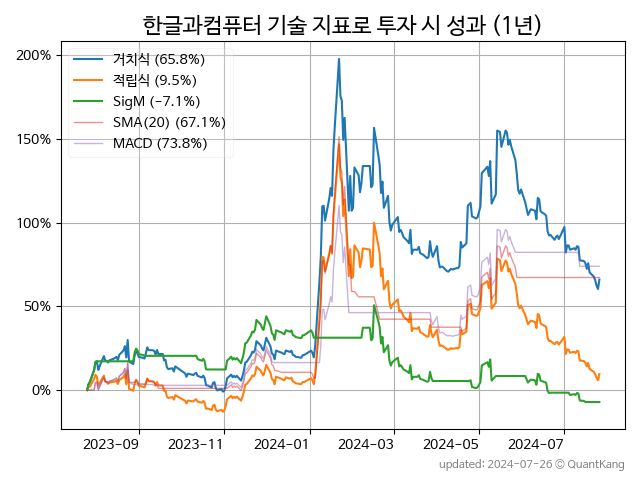 한글과컴퓨터 기술 지표로 투자 시 성과 (1년)
거치식 (65.8%)
적립식 (9.5%)
SigM (-7.1%)
SMA(20) (67.1%)
MACD (73.8%)
200%
150%
100%
50%
0%
2023-09 2023-11 2024-01 2024-03 2024-05 2024-07
updated: 2024-07-26 © QuantKang